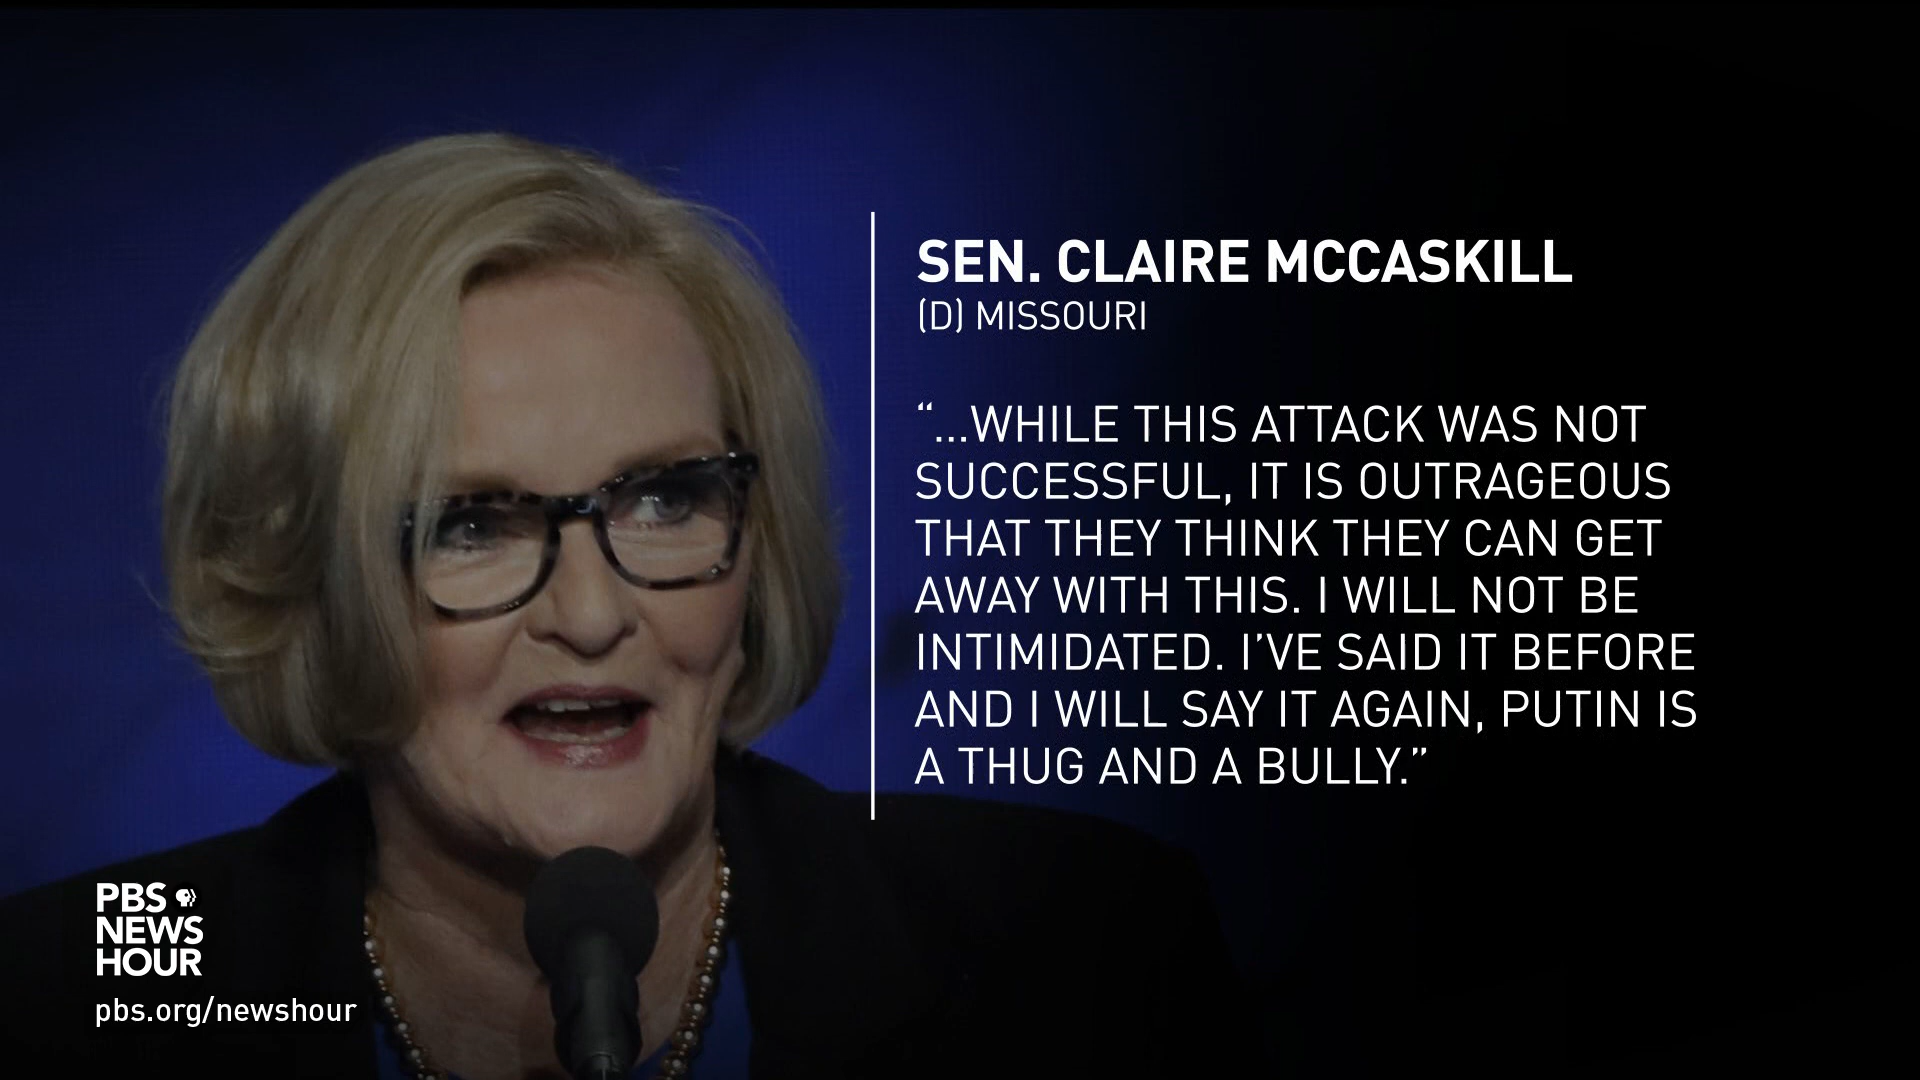 SEN. CLAIRE MCCASKILL
(D) MISSOURI
“...WHILE THIS ATTACK WAS NOT
SUCCESSFUL, IT IS OUTRAGEOUS
THAT THEY THINK THEY CAN GET
AWAY WITH THIS. I WILL NOT BE
INTIMIDATED. I’VE SAID IT BEFORE
AND I WILL SAY IT AGAIN, PUTIN IS
A THUG AND A BULLY.”
PBS
NEWS
HOUR
pbs.org/newshour